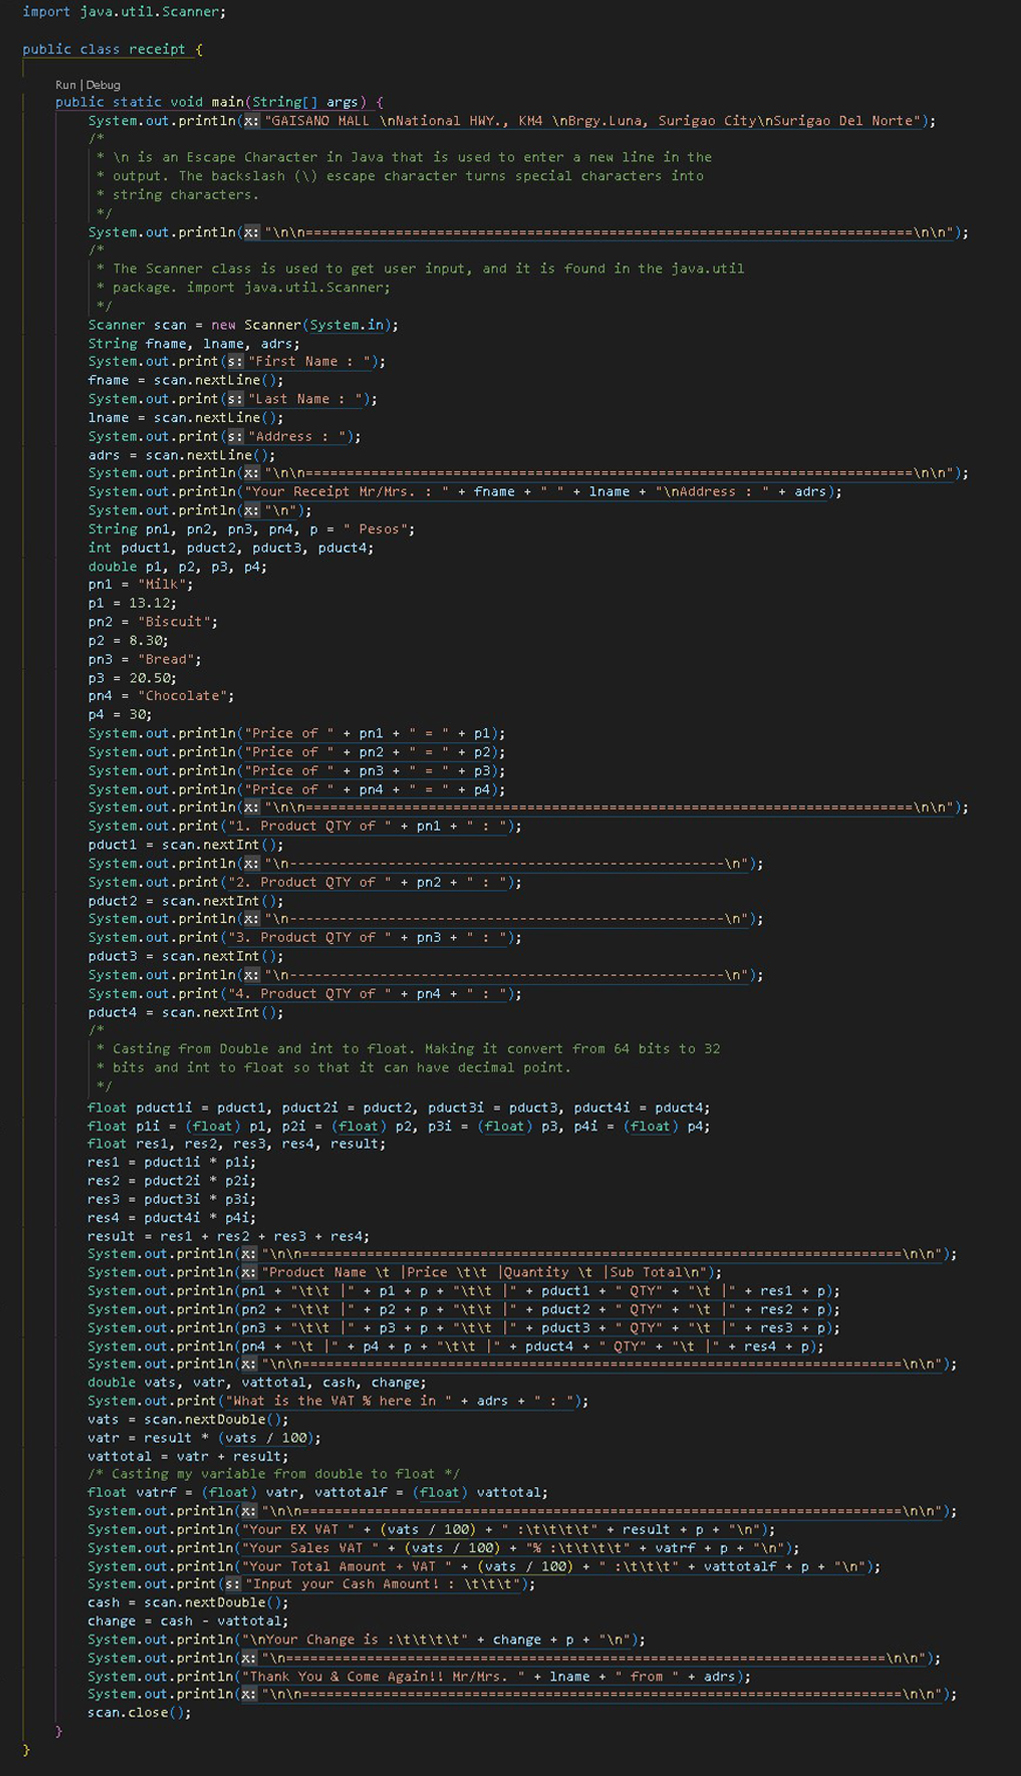 import java.util.Scanner;
public class receipt {
Run | Debug
public static void main(String[] args) {
System.out.println(x: "GAISANO MALL \nNational HWY., KM4 \nBrgy.Luna, Surigao City\nSurigao Del Norte");
/*
* \n is an Escape Character in Java that is used to enter a new line in the
* output. The backslash (\) escape character turns special characters into
* string characters.
*/
System.out.println(x: "\n\n==========================================================================\n\n");
/*
* The Scanner class is used to get user input, and it is found in the java.util
* package. import java.util.Scanner;
*/
Scanner scan = new Scanner(System.in);
String fname, lname, adrs;
System.out.print(s: "First Name : ");
fname = scan.nextLine();
System.out.print(s: "Last Name : ");
lname = scan.nextLine();
System.out.print(s: "Address : ");
adrs = scan.nextLine();
System.out.println(x: "\n\n==========================================================================\n\n");
System.out.println("Your Receipt Mr/Mrs. : " + fname + " " + lname + "\nAddress : " + adrs);
System.out.println(x: "\n");
String pn1, pn2, pn3, pn4, p = " Pesos";
int pduct1, pduct2, pduct3, pduct4;
double p1, p2, p3, p4;
pn1 = "Milk";
p1 = 13.12;
pn2 = "Biscuit";
p2 = 8.30;
pn3 = "Bread";
p3 = 20.50;
pn4 = "Chocolate";
p4 = 30;
System.out.println("Price of " + pn1 + " = " + p1);
System.out.println("Price of " + pn2 + " = " + p2);
System.out.println("Price of " + pn3 + " = " + p3);
System.out.println("Price of " + pn4 + " = " + p4);
System.out.println(x: "\n\n==========================================================================\n\n");
System.out.print("1. Product QTY of " + pn1 + " : ");
pduct1 = scan.nextInt();
System.out.println(x: "\n-----------------------------------------------------\n");
System.out.print("2. Product QTY of " + pn2 + " : ");
pduct2 = scan.nextInt();
System.out.println(x: "\n-----------------------------------------------------\n");
System.out.print("3. Product QTY of " + pn3 + " : ");
pduct3 = scan.nextInt();
System.out.println(x: "\n-----------------------------------------------------\n");
System.out.print("4. Product QTY of " + pn4 + " : ");
pduct4 = scan.nextInt();
/*
* Casting from Double and int to float. Making it convert from 64 bits to 32
* bits and int to float so that it can have decimal point.
*/
float pduct1i = pduct1, pduct2i = pduct2, pduct3i = pduct3, pduct4i = pduct4;
float p1i = (float) p1, p2i = (float) p2, p3i = (float) p3, p4i = (float) p4;
float res1, res2, res3, res4, result;
res1 = pduct1i * p1i;
res2 = pduct2i * p2i;
res3 = pduct3i * p3i;
res4 = pduct4i * p4i;
result = res1 + res2 + res3 + res4;
System.out.println(x: "\n\n=========================================================================\n\n");
System.out.println(x: "Product Name \t |Price \t\t |Quantity \t |Sub Total\n");
System.out.println(pn1 + "\t\t |" + p1 + p + "\t\t |" + pduct1 + " QTY" + "\t |" + res1 + p);
System.out.println(pn2 + "\t\t |" + p2 + p + "\t\t |" + pduct2 + " QTY" + "\t |" + res2 + p);
System.out.println(pn3 + "\t\t |" + p3 + p + "\t\t |" + pduct3 + " QTY" + "\t |" + res3 + p);
System.out.println(pn4 + "\t |" + p4 + p + "\t\t |" + pduct4 + " QTY" + "\t |" + res4 + p);
System.out.println(x: "\n\n=========================================================================\n\n");
double vats, vatr, vattotal, cash, change;
System.out.print("What is the VAT % here in " + adrs + " : ");
vats = scan.nextDouble();
vatr = result * (vats / 100);
vattotal = vatr + result;
/* Casting my variable from double to float */
float vatrf = (float) vatr, vattotalf = (float) vattotal;
System.out.println(x: "\n\n=========================================================================\n\n");
System.out.println("Your EX VAT " + (vats / 100) + " :\t\t\t\t" + result + p + "\n");
System.out.println("Your Sales VAT " + (vats / 100) + "% :\t\t\t\t" + vatrf + p + "\n");
System.out.println("Your Total Amount + VAT " + (vats / 100) + " :\t\t\t" + vattotalf + p + "\n");
System.out.print(s: "Input your Cash Amount! : \t\t\t");
cash = scan.nextDouble();
change = cash - vattotal;
System.out.println("\nYour Change is :\t\t\t\t" + change + p + "\n");
System.out.println(x: "\n=========================================================================\n\n");
System.out.println("Thank You & Come Again!! Mr/Mrs. " + lname + " from " + adrs);
System.out.println(x: "\n\n=========================================================================\n\n");
scan.close();
}
}